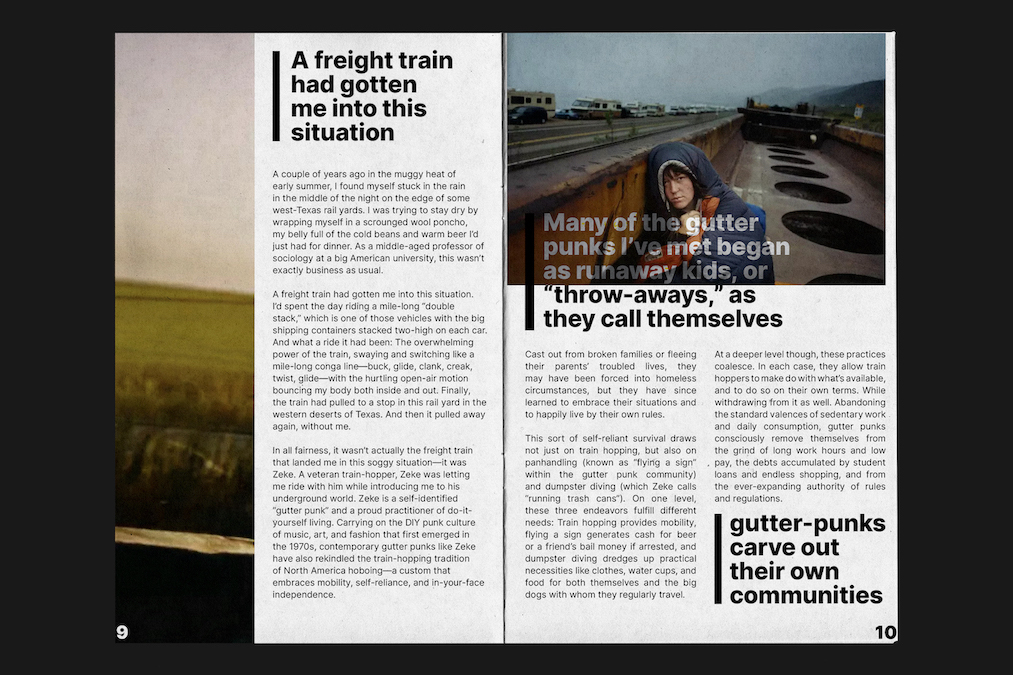 A freight train
had gotten
me into this
situation
A couple of years ago in the muggy heat of
early summer, I found myself stuck in the rain
in the middle of the night on the edge of some
west-Texas rail yards. I was trying to stay dry by
wrapping myself in a scrounged wool poncho,
my belly full of the cold beans and warm beer I'd
just had for dinner. As a middle-aged professor of
sociology at a big American university, this wasn't
exactly business as usual.
A freight train had gotten me into this situation.
I'd spent the day riding a mile-long "double
stack," which is one of those vehicles with the big
shipping containers stacked two-high on each car.
And what a ride it had been: The overwhelming
power of the train, swaying and switching like a
mile-long conga line—buck, glide, clank, creak,
twist, glide—with the hurtling open-air motion
bouncing my body both inside and out. Finally,
the train had pulled to a stop in this rail yard in the
western deserts of Texas. And then it pulled away
again, without me.
In all fairness, it wasn't actually the freight train
that landed me in this soggy situation—it was
Zeke. A veteran train-hopper, Zeke was letting
me ride with him while introducing me to his
underground world. Zeke is a self-identified
"gutter punk" and a proud practitioner of do-it-
yourself living. Carrying on the DIY punk culture
of music, art, and fashion that first emerged in
the 1970s, contemporary gutter punks like Zeke
have also rekindled the train-hopping tradition
of North America hoboing—a custom that
embraces mobility, self-reliance, and in-your-face
independence.
9
Many of the gutter
punks I've met began
as runaway kids, or
“throw-aways,” as
they call themselves
Cast out from broken families or fleeing
their parents' troubled lives, they
may have been forced into homeless
circumstances, but they have since
learned to embrace their situations and
to happily live by their own rules.
This sort of self-reliant survival draws
not just on train hopping, but also on
panhandling (known as "flying a sign"
within the gutter punk community)
and dumpster diving (which Zeke calls
"running trash cans"). On one level,
these three endeavors fulfill different
needs: Train hopping provides mobility,
flying a sign generates cash for beer
or a friend's bail money if arrested, and
dumpster diving dredges up practical
necessities like clothes, water cups, and
food for both themselves and the big
dogs with whom they regularly travel.
At a deeper level though, these practices
coalesce. In each case, they allow train
hoppers to make do with what's available,
and to do so on their own terms. While
withdrawing from it as well. Abandoning
the standard valences of sedentary work
and daily consumption, gutter punks
consciously remove themselves from
the grind of long work hours and low
pay, the debts accumulated by student
loans and endless shopping, and from
the ever-expanding authority of rules
and regulations.
gutter-punks
carve out
their own
communities
10